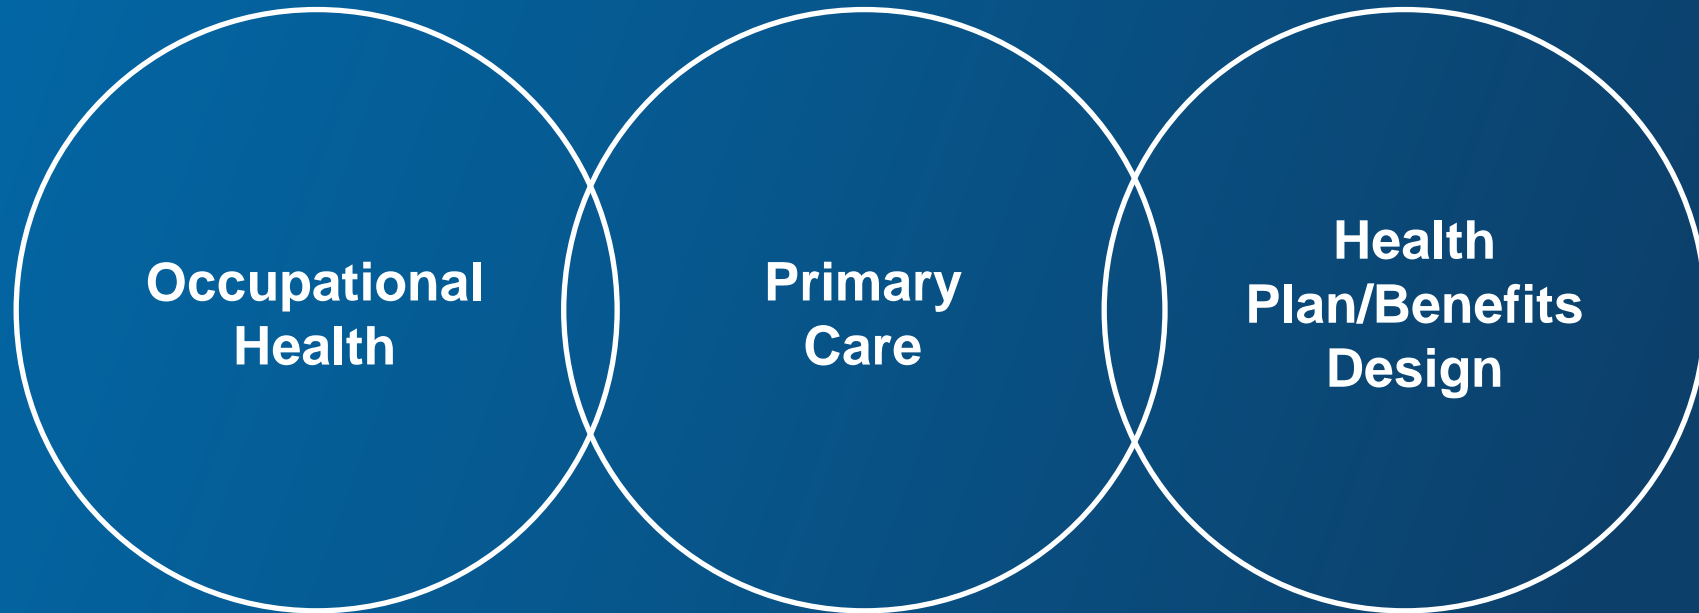 Occupational
Health
Primary
Care
Health
Plan/Benefits
Design